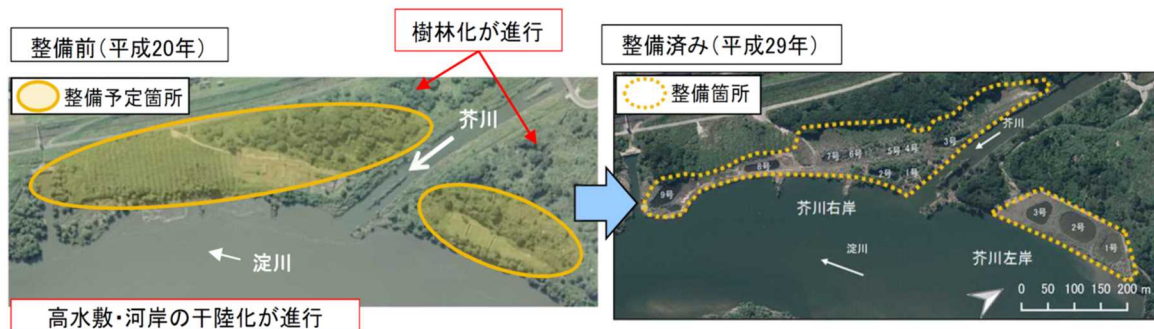 樹林化が進行
整備前(平成20年)
整備予定箇所
芥川
淀川
高水敷・河岸の干陸化が進行
整備済み(平成29年)
整備箇所
芥川
3号
4号
5号
6号
7号
1号
2号
8号
9号
芥川右岸
3号
2号
1号
芥川左岸
淀川
0 50 100 150 200 m